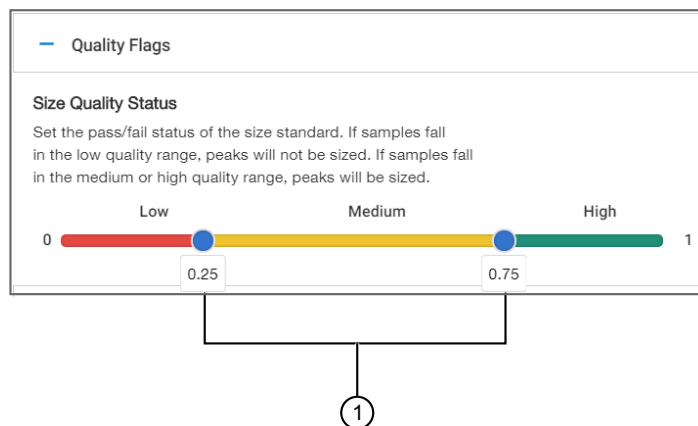 − Quality Flags
Size Quality Status
Set the pass/fail status of the size standard. If samples fall
in the low quality range, peaks will not be sized. If samples fall
in the medium or high quality range, peaks will be sized.
Low Medium High
0 1
0.25 0.75
1